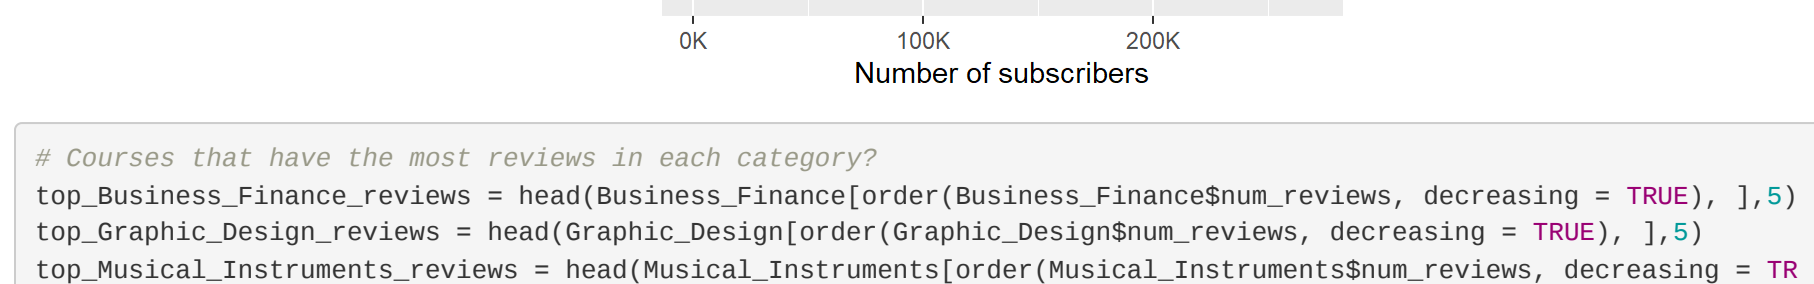 0K 100K 200K
Number of subscribers
# Courses that have the most reviews in each category?
top_Business_Finance_reviews = head(Business_Finance[order(Business_Finance$num_reviews, decreasing = TRUE), ],5)
top_Graphic_Design_reviews = head(Graphic_Design[order(Graphic_Design$num_reviews, decreasing = TRUE), ],5)
top_Musical_Instruments_reviews = head(Musical_Instruments[order(Musical_Instruments$num_reviews, decreasing = TR